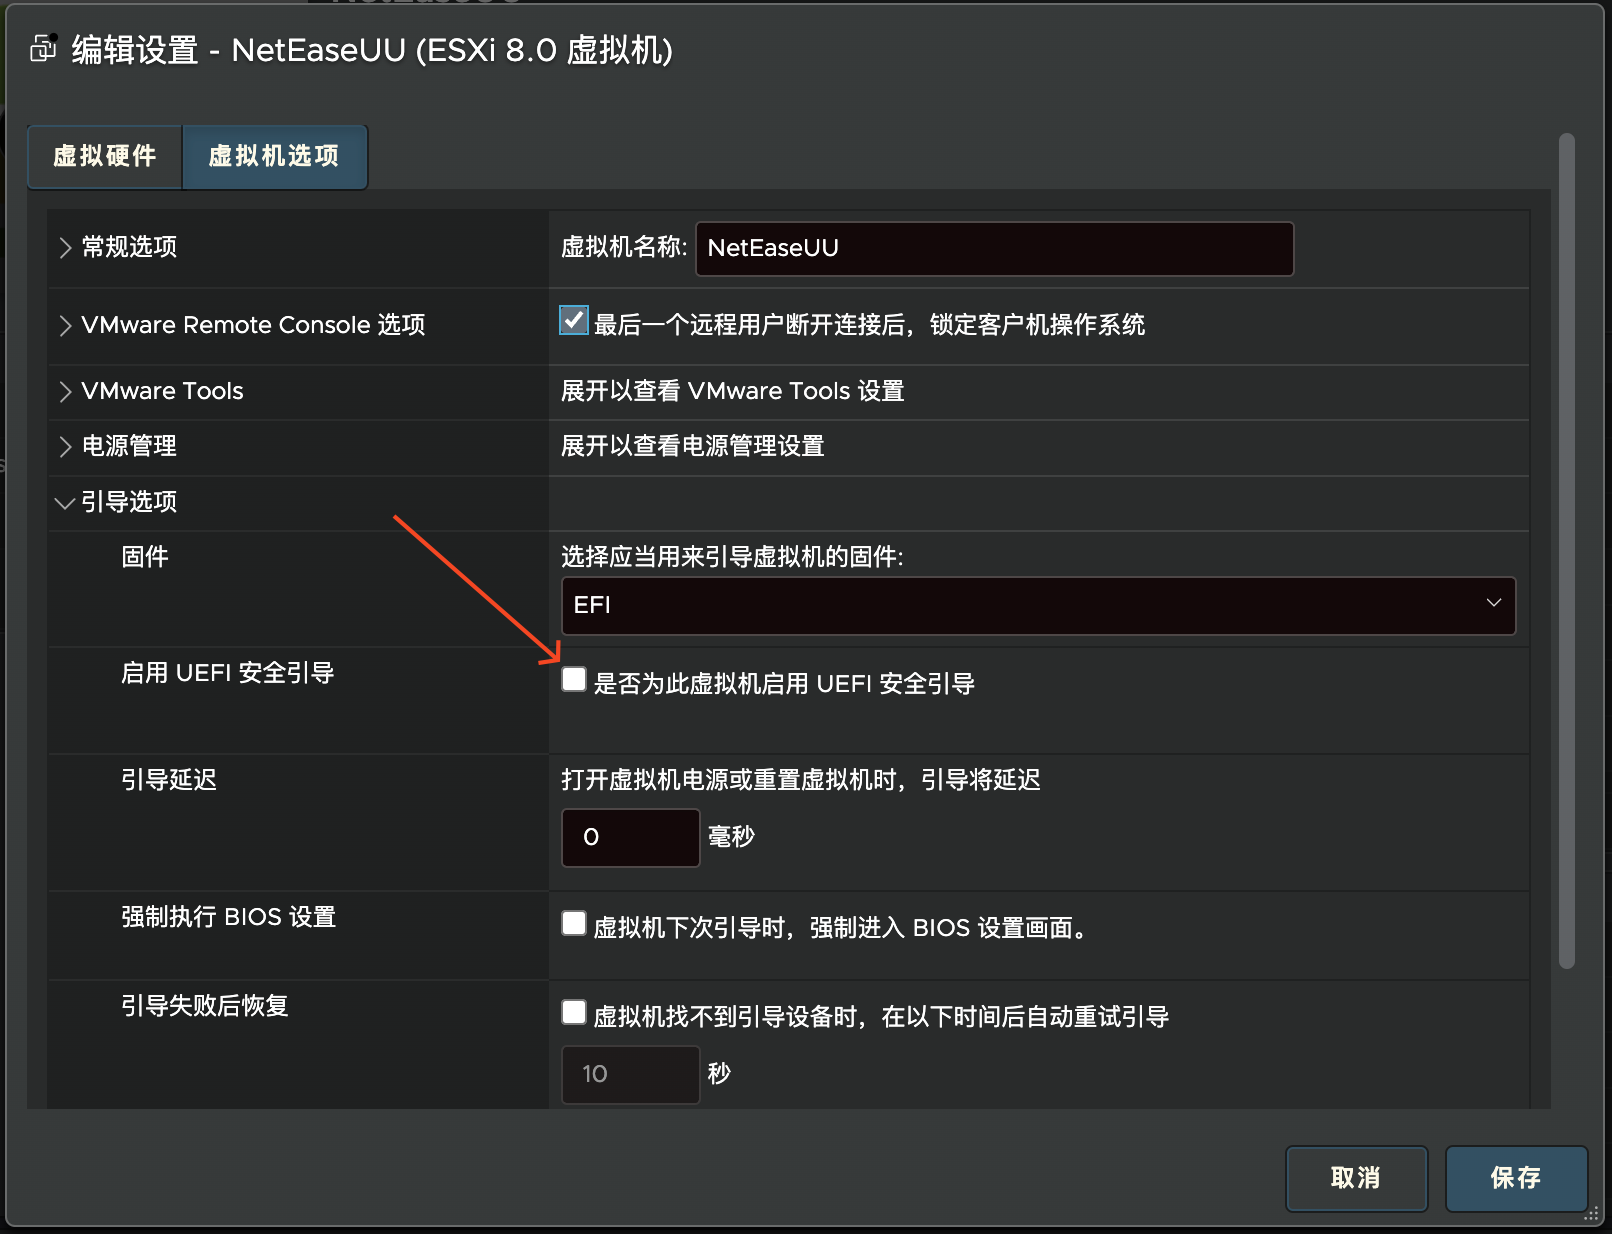 编辑设置 - NetEaseUU (ESXi 8.0 虚拟机)
虚拟硬件 虚拟机选项
常规选项 虚拟机名称: NetEaseUU
VMware Remote Console 选项 最后一个远程用户断开连接后，锁定客户机操作系统
VMware Tools 展开以查看 VMware Tools 设置
电源管理 展开以查看电源管理设置
引导选项
固件 选择应当用来引导虚拟机的固件:
EFI
启用 UEFI 安全引导 是否为此虚拟机启用 UEFI 安全引导
引导延迟 打开虚拟机电源或重置虚拟机时，引导将延迟
0 毫秒
强制执行 BIOS 设置 虚拟机下次引导时，强制进入 BIOS 设置画面。
引导失败后恢复 虚拟机找不到引导设备时，在以下时间后自动重试引导
10 秒
取消 保存